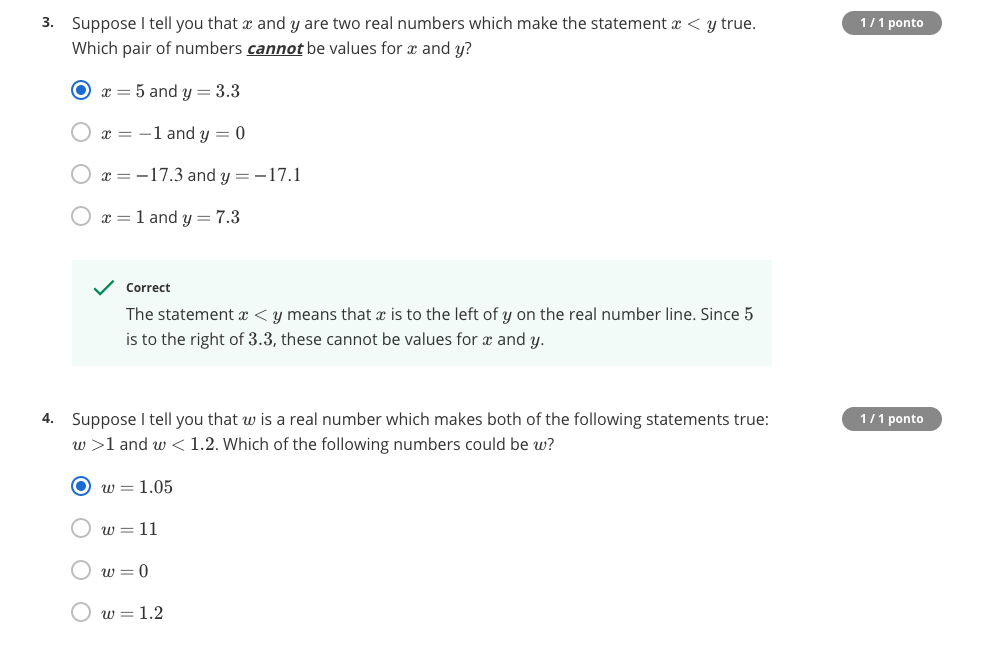 3. Suppose I tell you that x and y are two real numbers which make the statement x < y true. 1 / 1 ponto
Which pair of numbers cannot be values for x and y?
x = 5 and y = 3.3
x = −1 and y = 0
x = −17.3 and y = −17.1
x = 1 and y = 7.3
Correct
The statement x < y means that x is to the left of y on the real number line. Since 5
is to the right of 3.3, these cannot be values for x and y.
4. Suppose I tell you that w is a real number which makes both of the following statements true: 1 / 1 ponto
w >1 and w < 1.2. Which of the following numbers could be w?
w = 1.05
w = 11
w = 0
w = 1.2